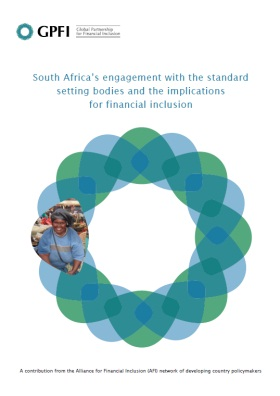 GPFI
Global Partnership
for Financial Inclusion
South Africa's engagement with the standard
setting bodies and the implications
for financial inclusion
A contribution from the Alliance for Financial Inclusion (AFI) network of developing country policymakers